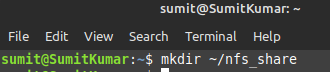 sumit@SumitKumar: ~
File Edit View Search Terminal Help
sumit@SumitKumar:~$ mkdir ~/nfs_share